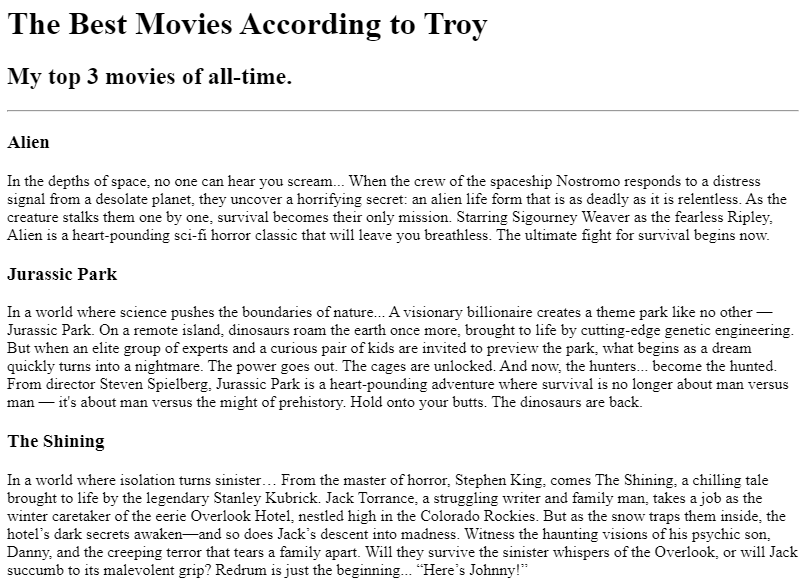 The Best Movies According to Troy
My top 3 movies of all-time.
Alien
In the depths of space, no one can hear you scream... When the crew of the spaceship Nostromo responds to a distress
signal from a desolate planet, they uncover a horrifying secret: an alien life form that is as deadly as it is relentless. As the
creature stalks them one by one, survival becomes their only mission. Starring Sigourney Weaver as the fearless Ripley,
Alien is a heart-pounding sci-fi horror classic that will leave you breathless. The ultimate fight for survival begins now.
Jurassic Park
In a world where science pushes the boundaries of nature... A visionary billionaire creates a theme park like no other —
Jurassic Park. On a remote island, dinosaurs roam the earth once more, brought to life by cutting-edge genetic engineering.
But when an elite group of experts and a curious pair of kids are invited to preview the park, what begins as a dream
quickly turns into a nightmare. The power goes out. The cages are unlocked. And now, the hunters... become the hunted.
From director Steven Spielberg, Jurassic Park is a heart-pounding adventure where survival is no longer about man versus
man — it's about man versus the might of prehistory. Hold onto your butts. The dinosaurs are back.
The Shining
In a world where isolation turns sinister… From the master of horror, Stephen King, comes The Shining, a chilling tale
brought to life by the legendary Stanley Kubrick. Jack Torrance, a struggling writer and family man, takes a job as the
winter caretaker of the eerie Overlook Hotel, nestled high in the Colorado Rockies. But as the snow traps them inside, the
hotel’s dark secrets awaken—and so does Jack’s descent into madness. Witness the haunting visions of his psychic son,
Danny, and the creeping terror that tears a family apart. Will they survive the sinister whispers of the Overlook, or will Jack
succumb to its malevolent grip? Redrum is just the beginning... “Here’s Johnny!”